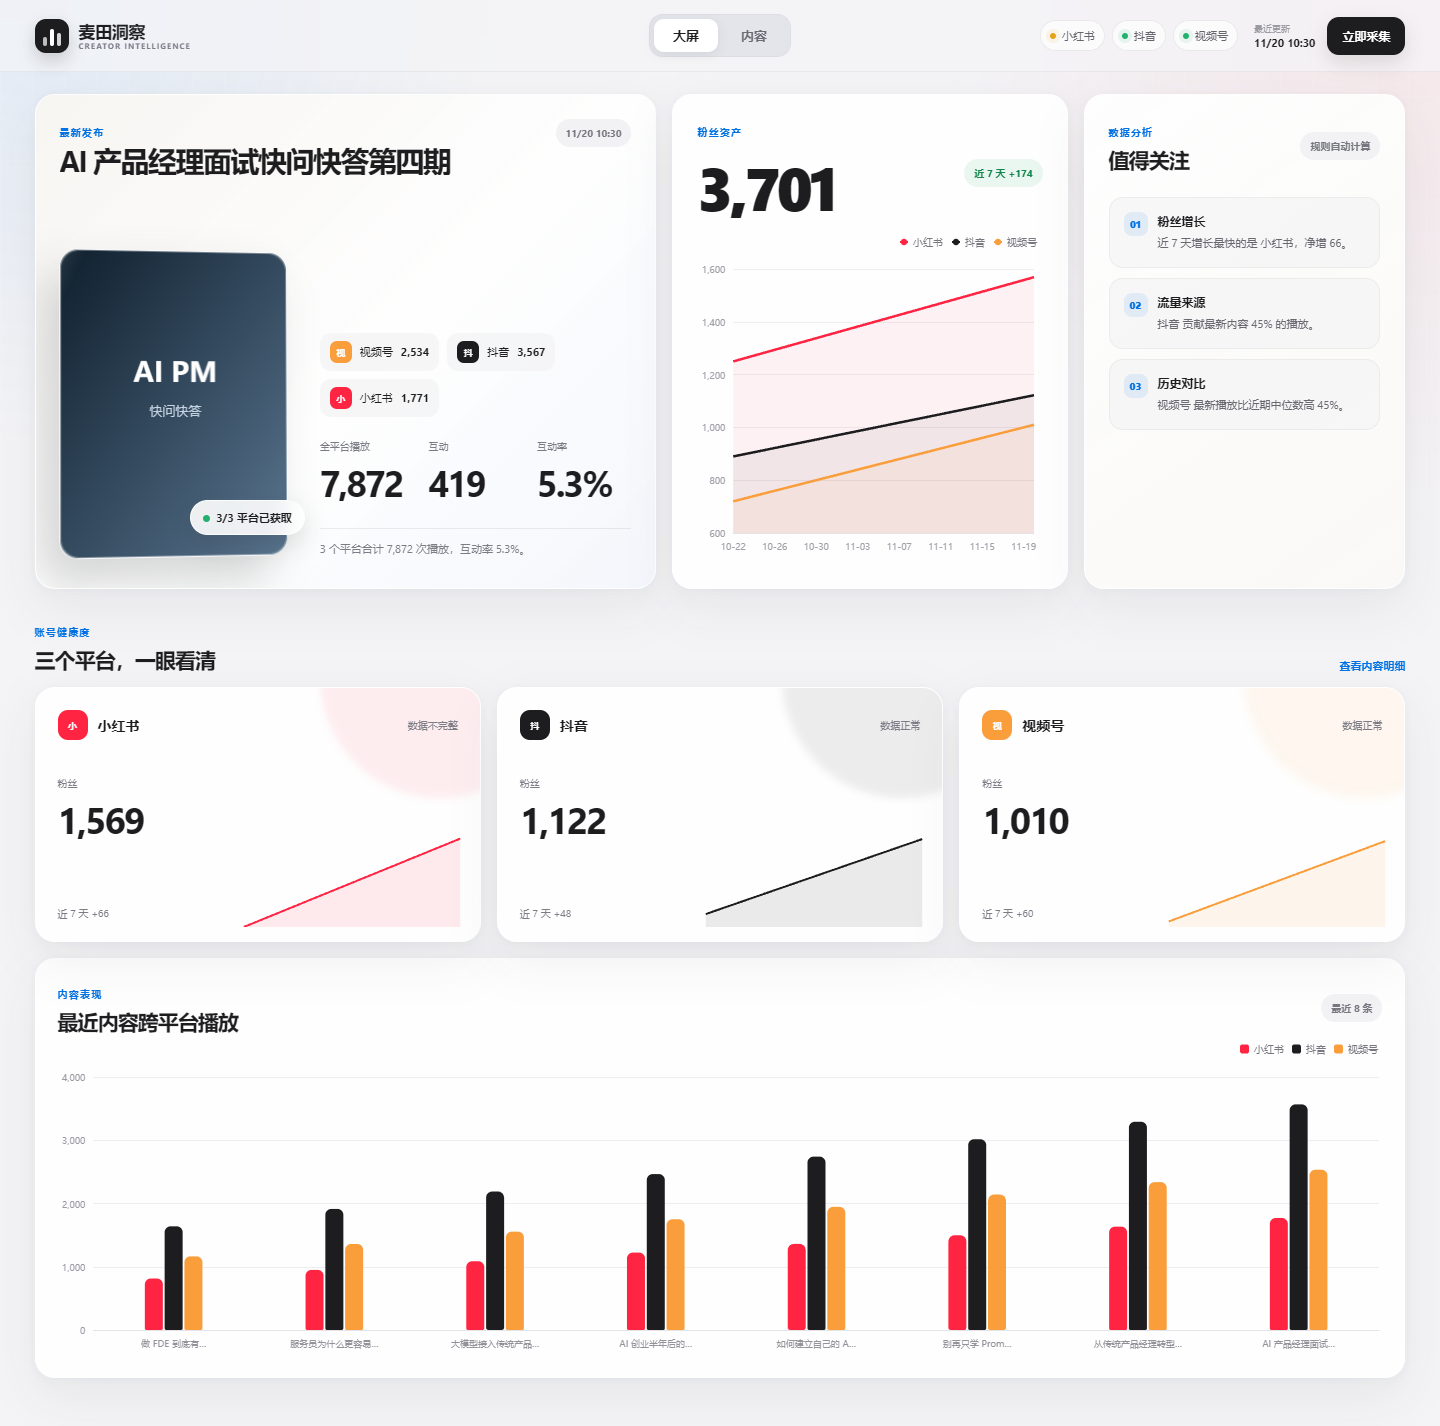 麦田洞察
CREATOR INTELLIGENCE
大屏
内容
小红书
抖音
视频号
最近更新
11/20 10:30
立即采集
最新发布
AI 产品经理面试快问快答第四期
11/20 10:30
AI PM
快问快答
3/3 平台已获取
视
视频号 2,534
抖
抖音 3,567
小
小红书 1,771
全平台播放
互动
互动率
7,872
419
5.3%
3 个平台合计 7,872 次播放，互动率 5.3%。
粉丝资产
3,701
近 7 天 +174
小红书
抖音
视频号
1,600
1,400
1,200
1,000
800
600
10-22
10-26
10-30
11-03
11-07
11-11
11-15
11-19
数据分析
值得关注
规则自动计算
01
粉丝增长
近 7 天增长最快的是 小红书，净增 66。
02
流量来源
抖音 贡献最新内容 45% 的播放。
03
历史对比
视频号 最新播放比近期中位数高 45%。
账号健康度
三个平台，一眼看清
查看内容明细
小
小红书
数据不完整
粉丝
1,569
近 7 天 +66
抖
抖音
数据正常
粉丝
1,122
近 7 天 +48
视
视频号
数据正常
粉丝
1,010
近 7 天 +60
内容表现
最近内容跨平台播放
最近 8 条
小红书
抖音
视频号
4,000
3,000
2,000
1,000
0
做 FDE 到底有...
服务员为什么更容易...
大模型接入传统产品...
AI 创业半年后的...
如何建立自己的 A...
别再只学 Prom...
从传统产品经理转型...
AI 产品经理面试...